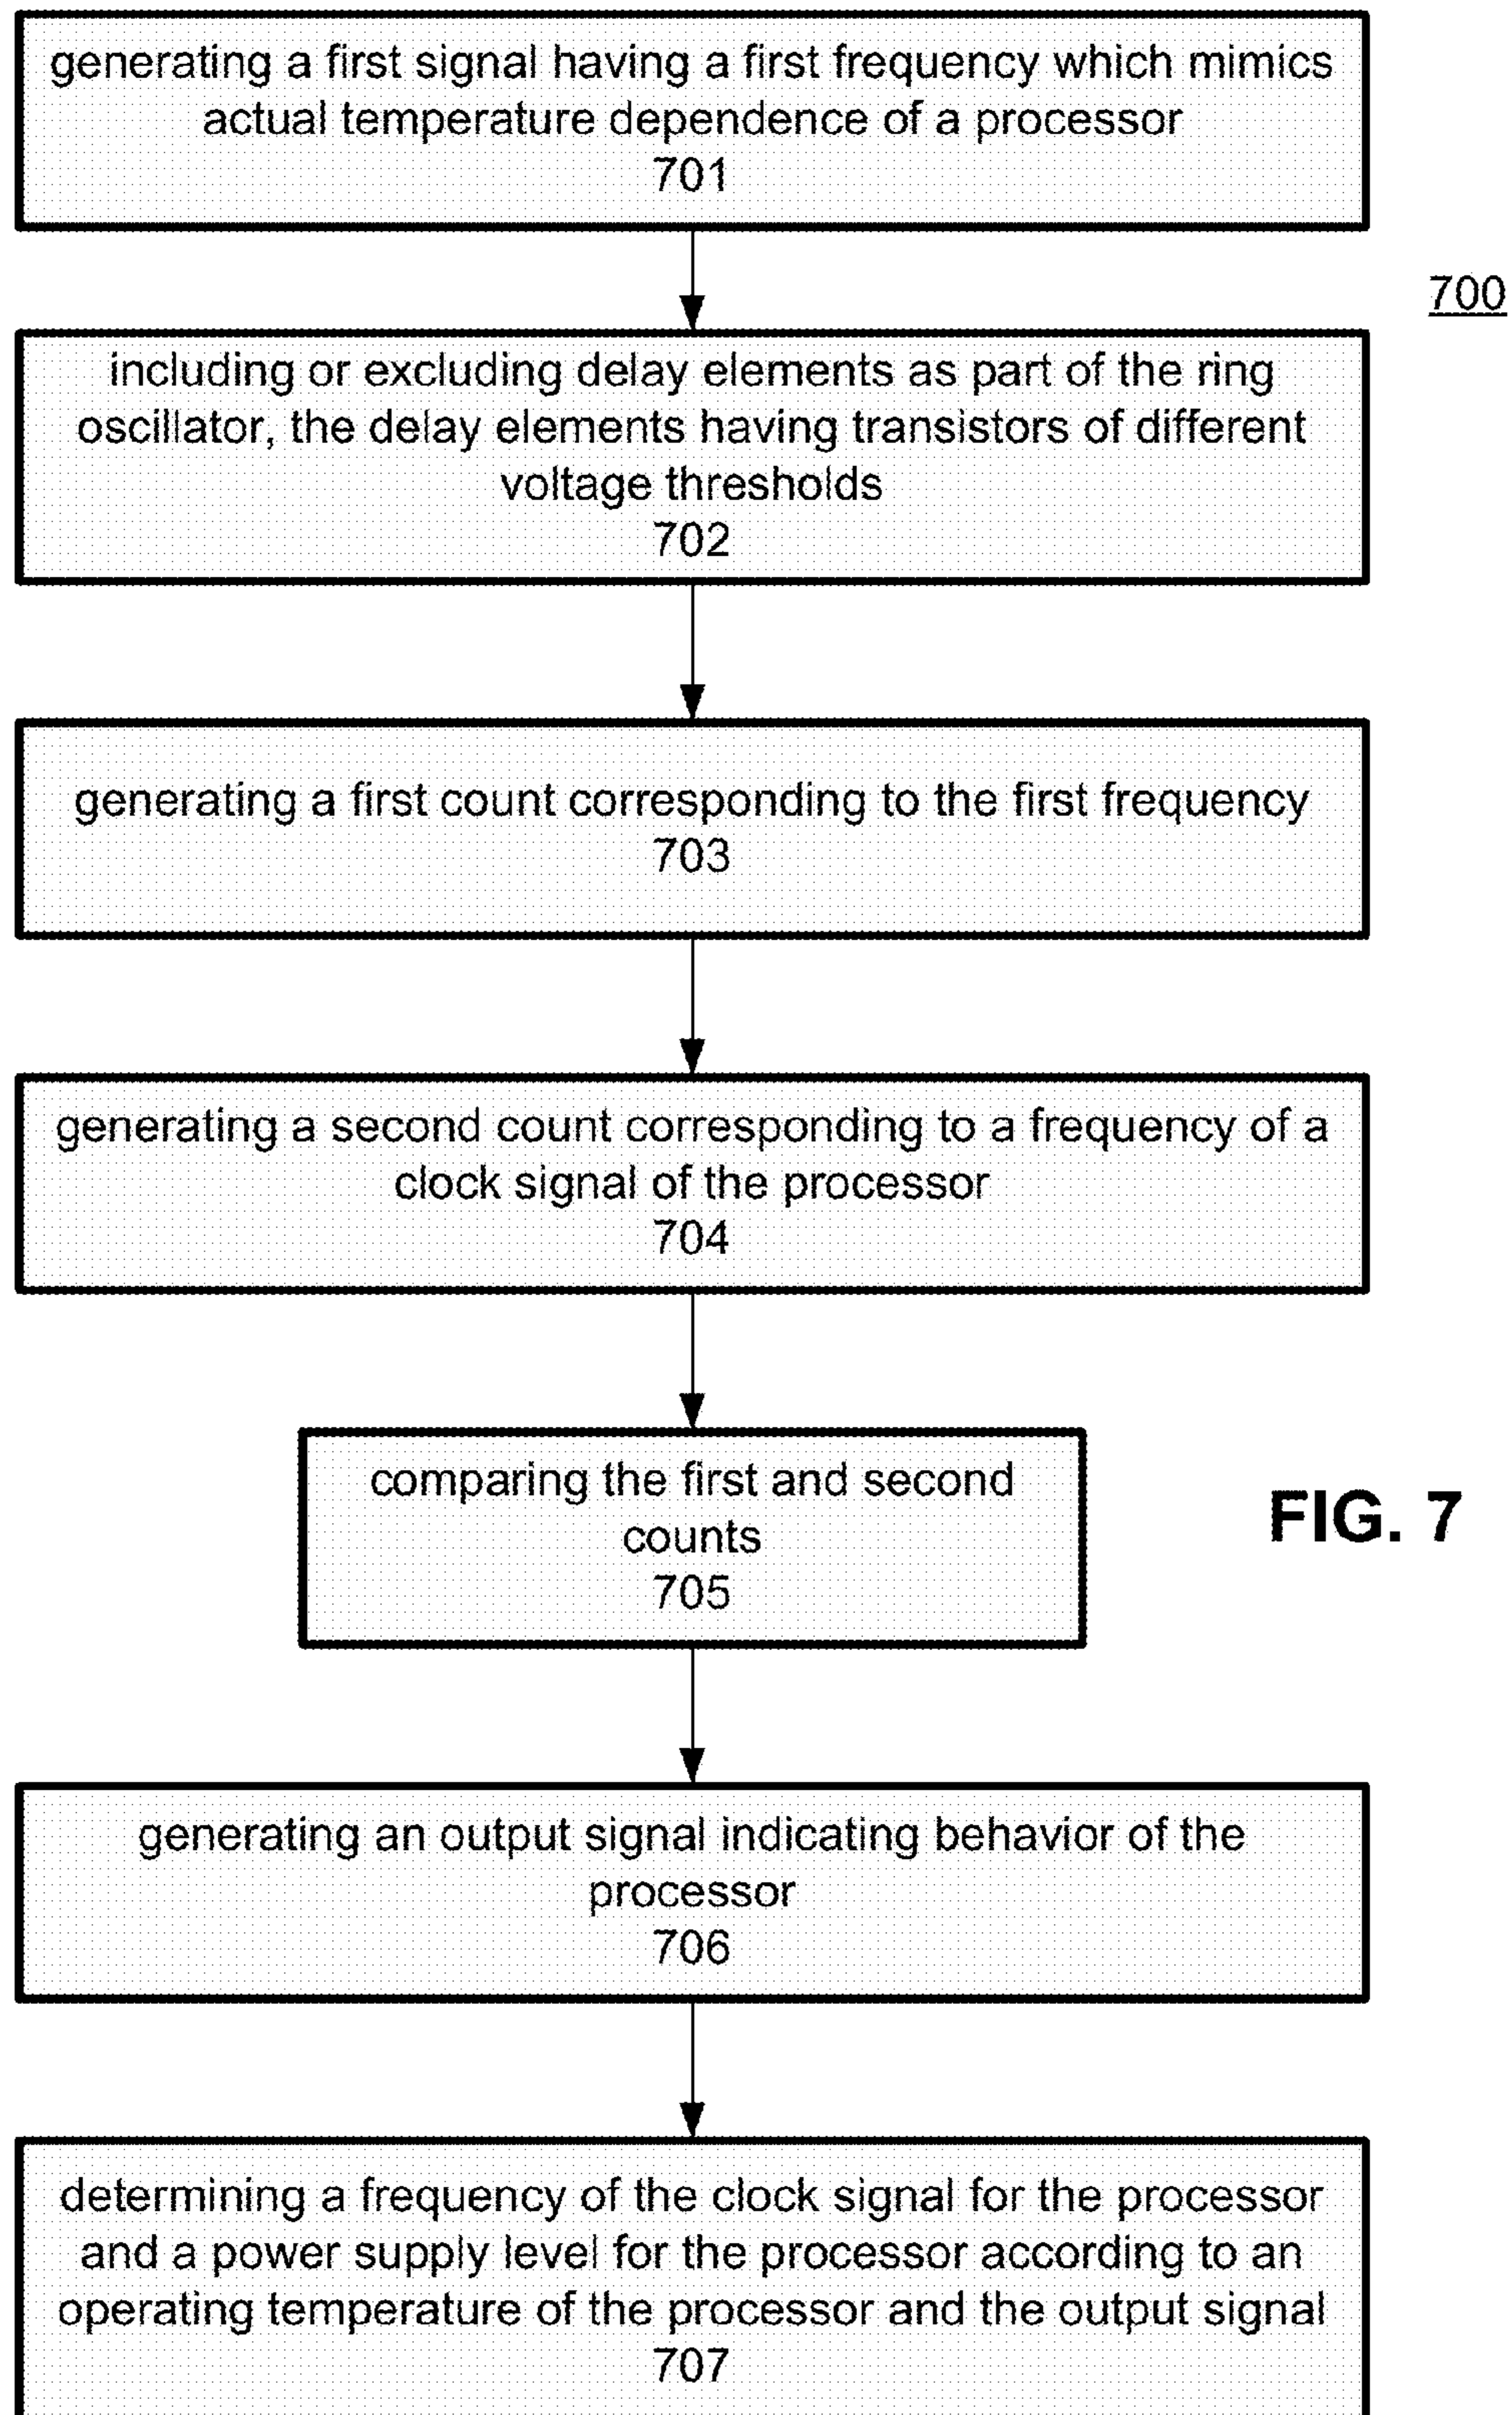 generating a first signal having a first frequency which mimics
actual temperature dependence of a processor
701
700
including or excluding delay elements as part of the ring
oscillator, the delay elements having transistors of different
voltage thresholds
702
generating a first count corresponding to the first frequency
703
generating a second count corresponding to a frequency of a
clock signal of the processor
704
comparing the first and second
counts
705
FIG. 7
generating an output signal indicating behavior of the
processor
706
determining a frequency of the clock signal for the processor
and a power supply level for the processor according to an
operating temperature of the processor and the output signal
707